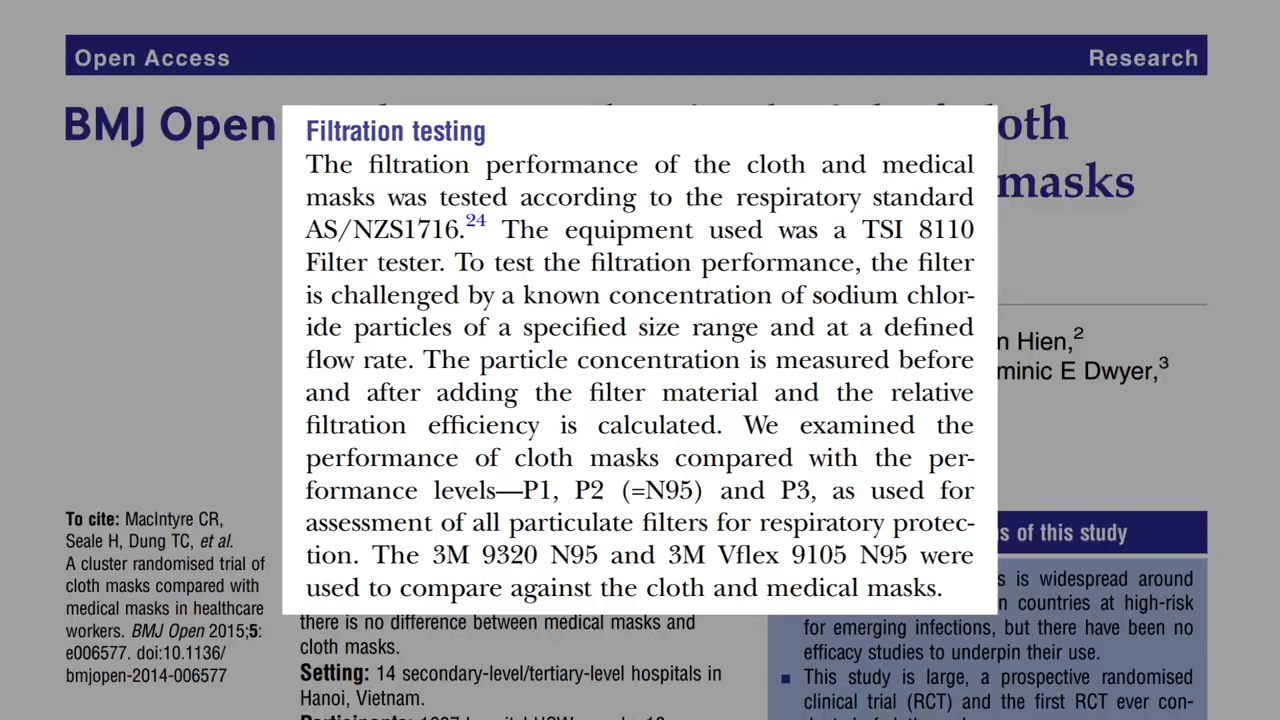 Open Access
Research
BMJ Open
oth
masks
Filtration testing
The filtration performance of the cloth and medical
masks was tested according to the respiratory standard
AS/NZS1716.24 The equipment used was a TSI 8110
Filter tester. To test the filtration performance, the filter
is challenged by a known concentration of sodium chlor-
ide particles of a specified size range and at a defined
flow rate. The particle concentration is measured before
and after adding the filter material and the relative
filtration efficiency is calculated. We examined the
performance of cloth masks compared with the per-
formance levels—P1, P2 (=N95) and P3, as used for
assessment of all particulate filters for respiratory protec-
tion. The 3M 9320 N95 and 3M Vflex 9105 N95 were
used to compare against the cloth and medical masks.
n Hien,2
minic E Dwyer,3
To cite: MacIntyre CR,
Seale H, Dung TC, et al.
A cluster randomised trial of
cloth masks compared with
medical masks in healthcare
workers. BMJ Open 2015;5:
e006577. doi:10.1136/
bmjopen-2014-006577
there is no difference between medical masks and
cloth masks.
Setting: 14 secondary-level/tertiary-level hospitals in
Hanoi, Vietnam.
s of this study
s is widespread around
n countries at high-risk
for emerging infections, but there have been no
efficacy studies to underpin their use.
■ This study is large, a prospective randomised
clinical trial (RCT) and the first RCT ever con-